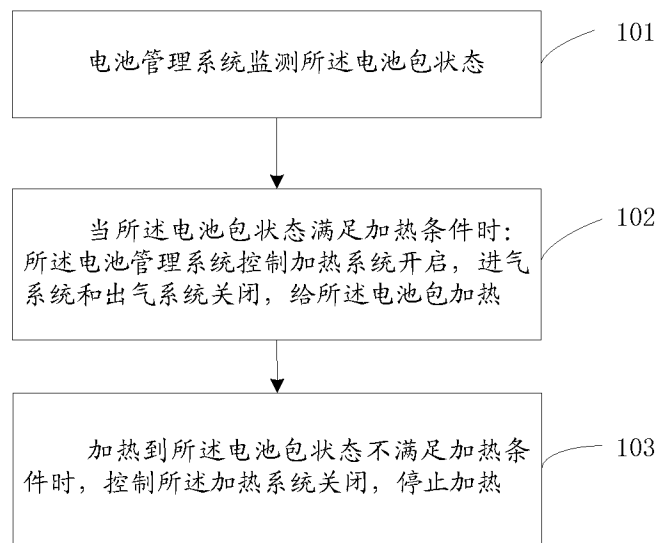 电池管理系统监测所述电池包状态
101
当所述电池包状态满足加热条件时：
所述电池管理系统控制加热系统开启，进气
系统和出气系统关闭，给所述电池包加热
102
加热到所述电池包状态不满足加热条
件时，控制所述加热系统关闭，停止加热
103